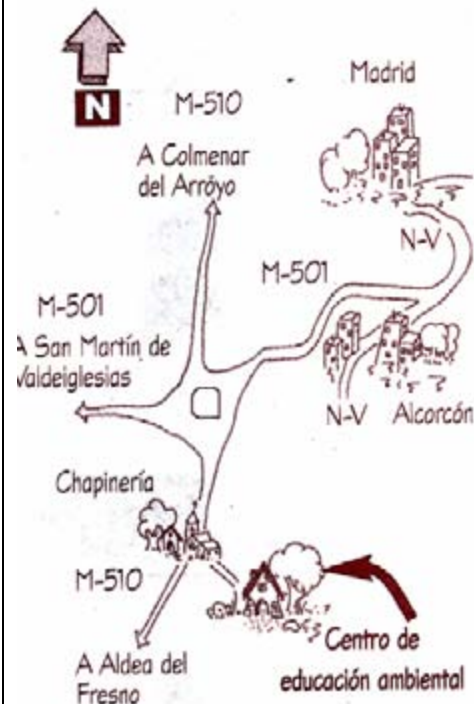 N
M-510
A Colmenar
del Arróyo
Madrid
N-V
M-501
M-501
A San Martín de
Valdeiglesias
N-V
Alcorcón
Chapinería
M-510
A Aldea del
Fresno
Centro de
educación ambiental